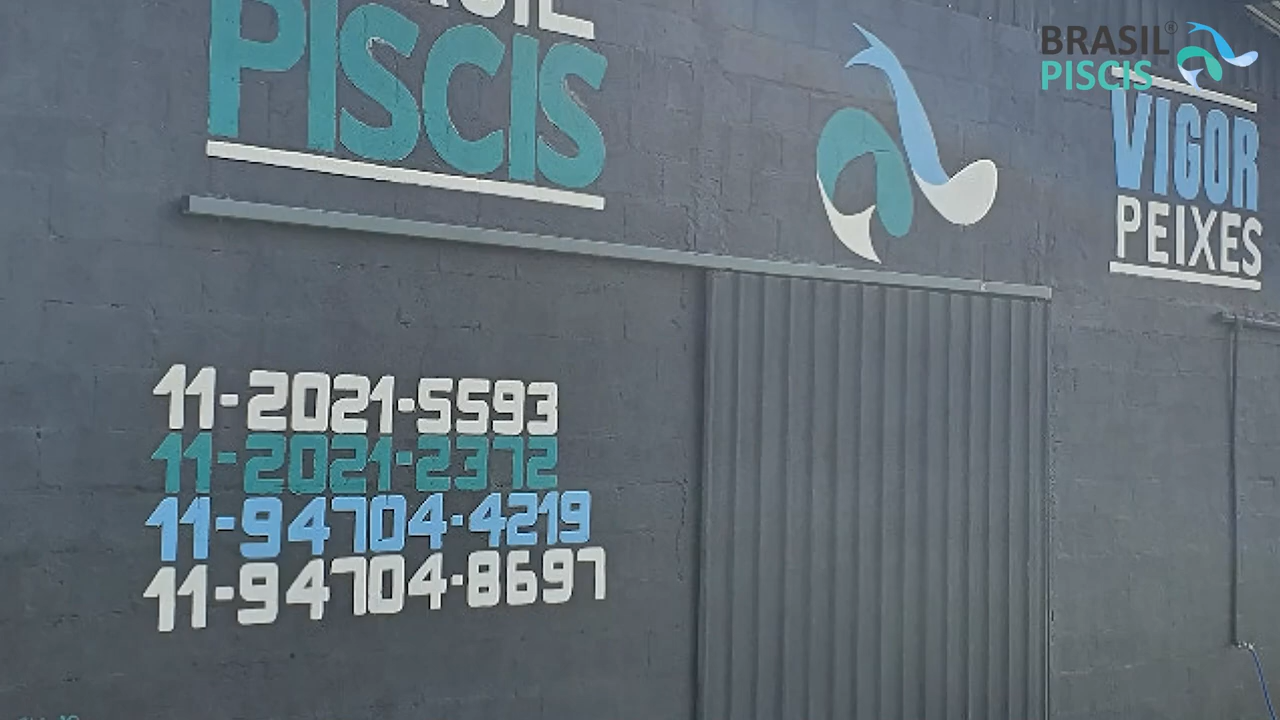 PISCIS
BRASIL®
PISCIS
VIGOR
PEIXES
11-2021-5593
11-2021-2372
11-94704-4219
11-94704-8697